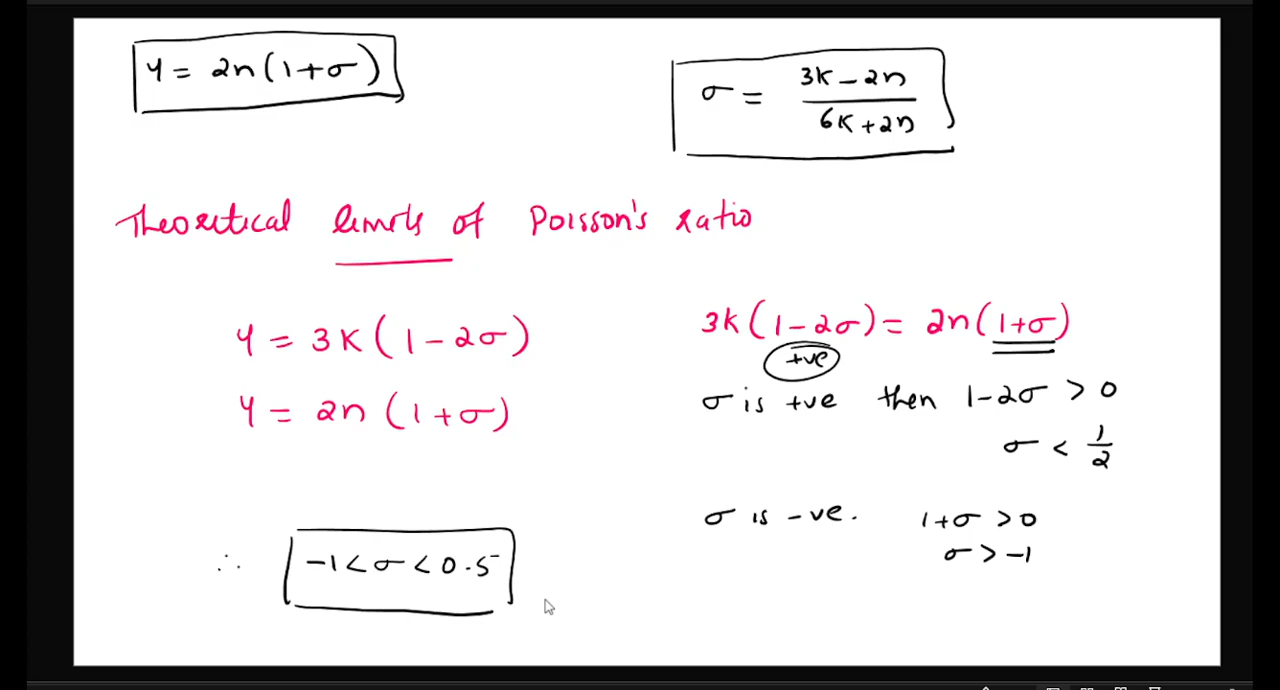 Y = 2n(1+σ)
σ = (3K - 2n)/(6K + 2n)
Theoretical limits of Poisson's ratio
Y = 3K(1-2σ)
Y = 2n(1+σ)
3K(1-2σ) = 2n(1+σ)
+ve
σ is +ve then 1-2σ > 0
σ < 1/2
σ is -ve. 1+σ > 0
σ > -1
∴ -1 < σ < 0.5